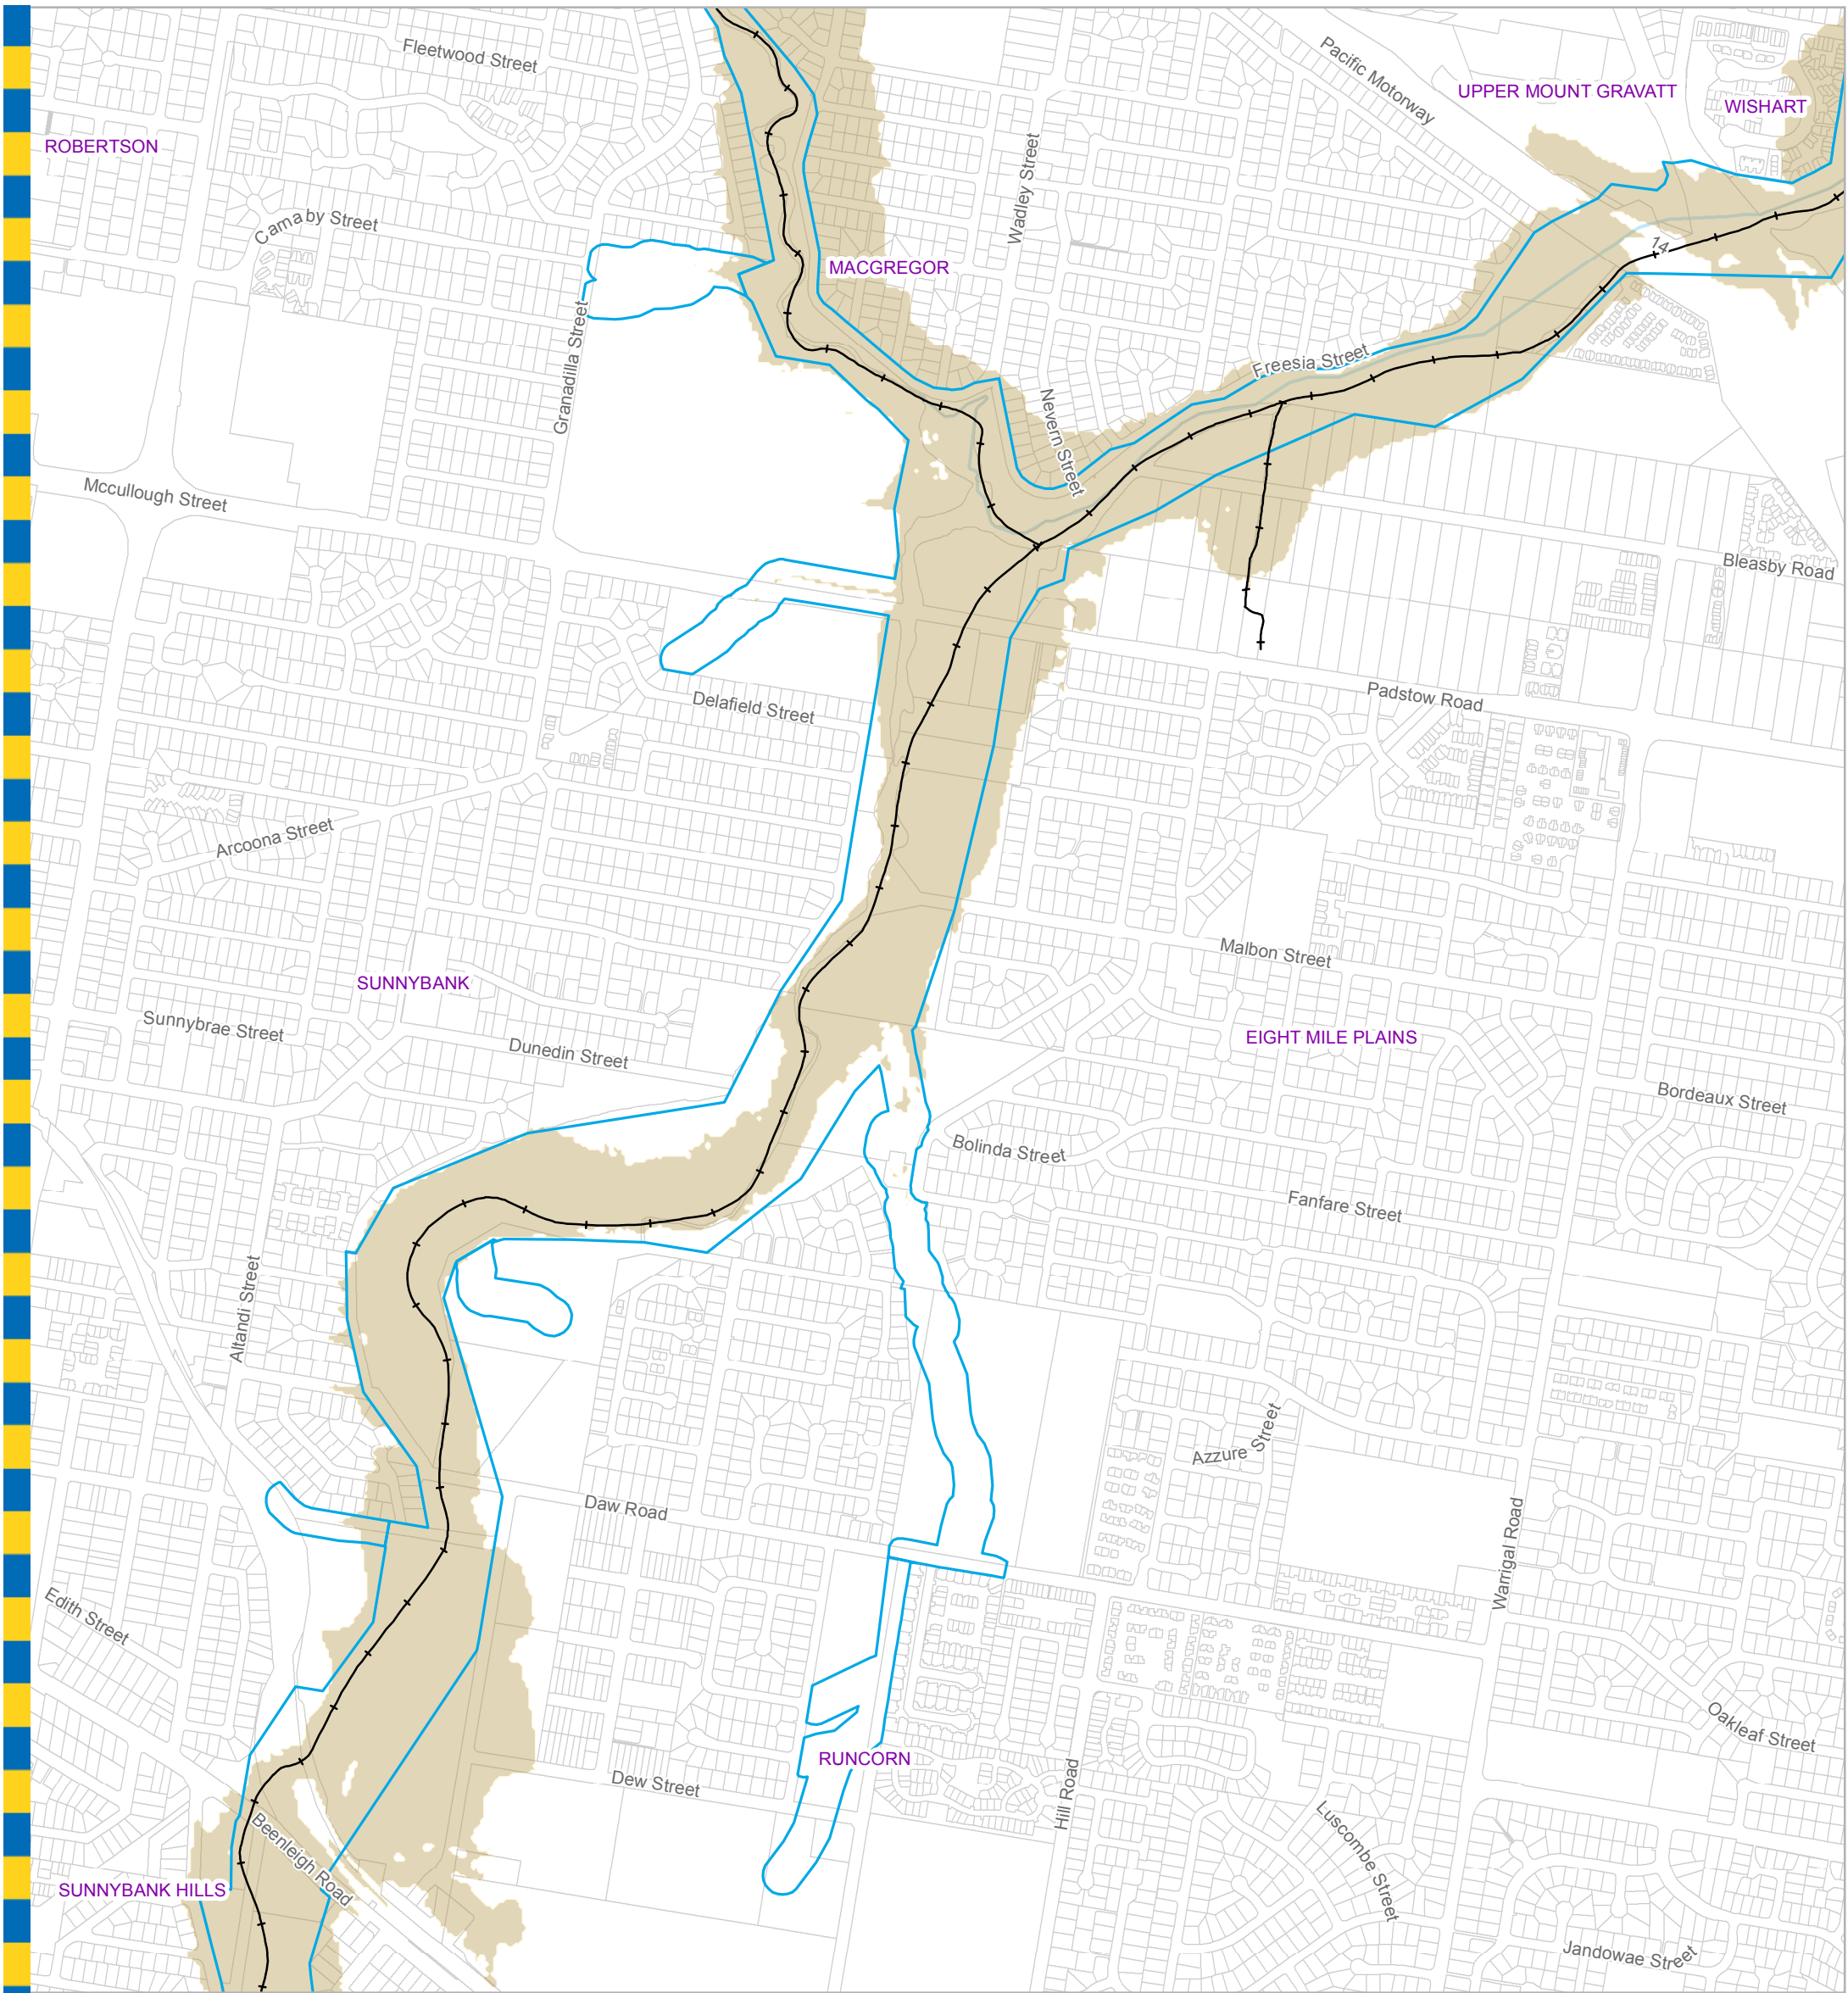 Fleetwood Street
Pacific Motorway
UPPER MOUNT GRAVATT
WISHART
ROBERTSON
Wadley Street
Carnaby Street
14
MACGREGOR
Granadilla Street
Freesia Street
Nevern Street
Mccullough Street
Bleasby Road
Delafield Street
Padstow Road
Arcoona Street
Malbon Street
SUNNYBANK
Sunnybrae Street
EIGHT MILE PLAINS
Dunedin Street
Bordeaux Street
Bolinda Street
Fanfare Street
Altandi Street
Azzure Street
Daw Road
Warrigal Road
Edith Street
Oakleaf Street
RUNCORN
Dew Street
Hill Road
Luscombe Street
Beenleigh Road
SUNNYBANK HILLS
Jandowae Street